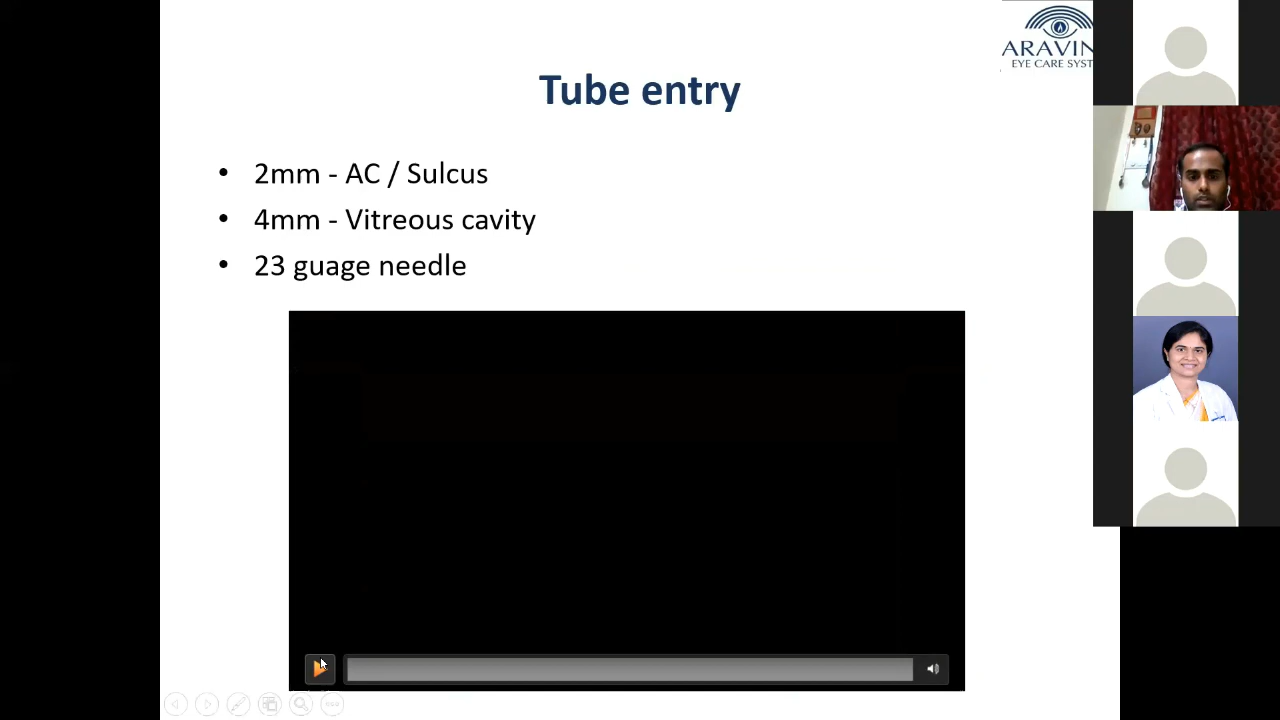 ARAVIN
EYE CARE SYST
Tube entry
• 2mm - AC / Sulcus
• 4mm - Vitreous cavity
• 23 guage needle